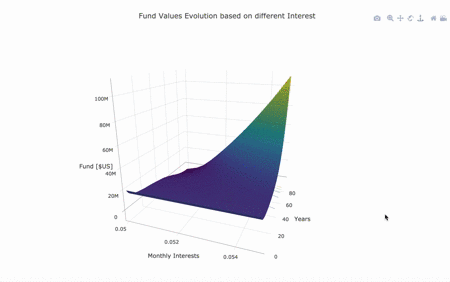 Fund Values Evolution based on different Interest
100M
80M
60M
Fund [$US]
40M
20M
0
0.05
0.052
0.054
Monthly Interests
80
60
40
Years
20
0